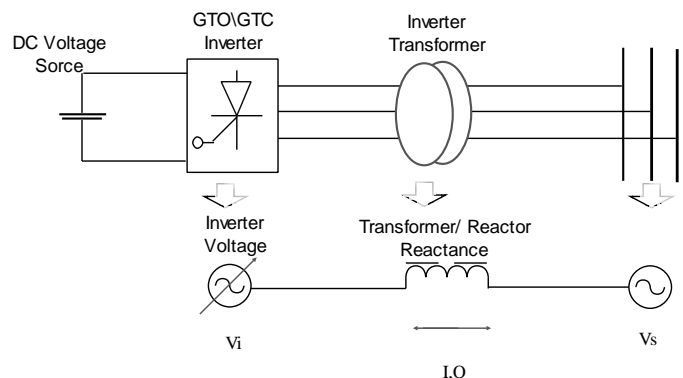 GTO\GTC
Inverter
Inverter
Transformer
DC Voltage
Sorce
Inverter
Voltage
Transformer/ Reactor
Reactance
Vi
Vs
I,Q